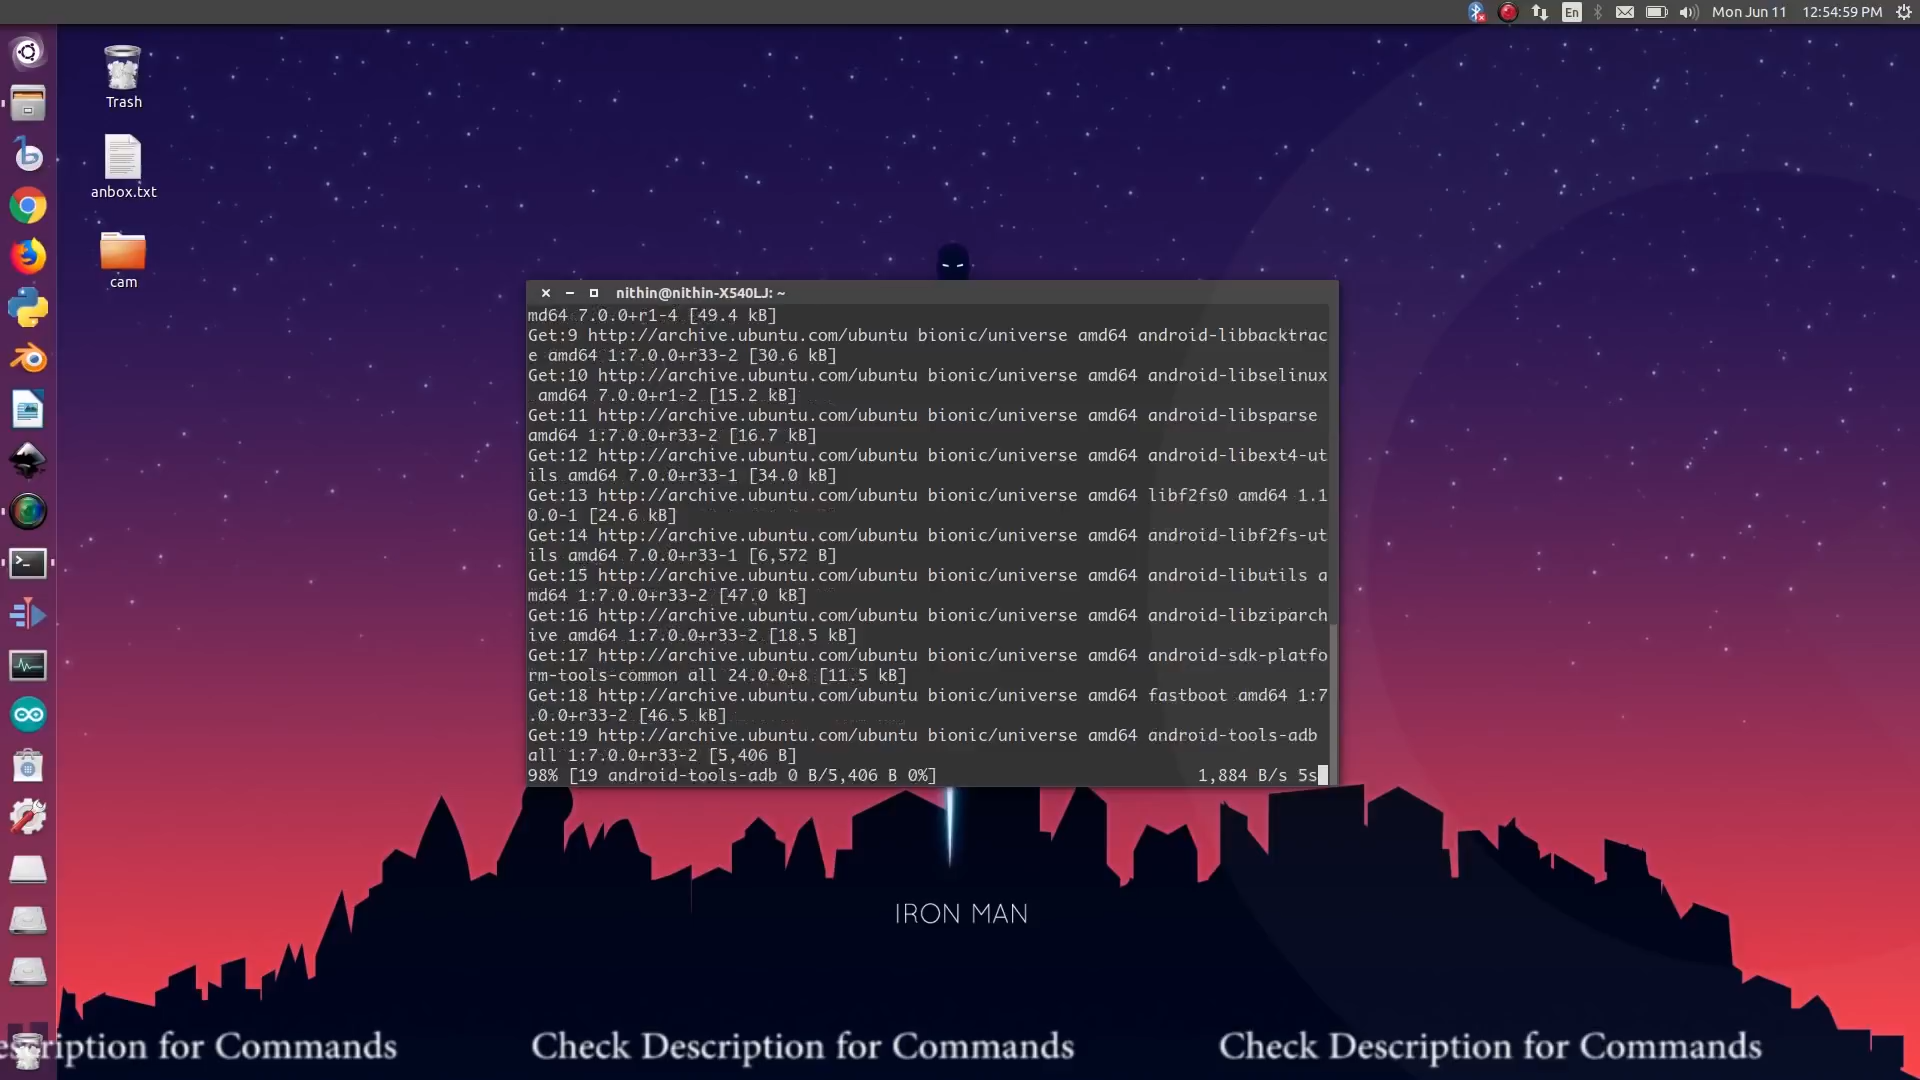 En
Mon Jun 11
12:54:59 PM
Trash
anbox.txt
cam
nithin@nithin-X540LJ: ~
md64 7.0.0+r1-4 [49.4 kB]
Get:9 http://archive.ubuntu.com/ubuntu bionic/universe amd64 android-libbacktrac
e amd64 1:7.0.0+r33-2 [30.6 kB]
Get:10 http://archive.ubuntu.com/ubuntu bionic/universe amd64 android-libselinux
 amd64 7.0.0+r1-2 [15.2 kB]
Get:11 http://archive.ubuntu.com/ubuntu bionic/universe amd64 android-libsparse
amd64 1:7.0.0+r33-2 [16.7 kB]
Get:12 http://archive.ubuntu.com/ubuntu bionic/universe amd64 android-libext4-ut
ils amd64 7.0.0+r33-1 [34.0 kB]
Get:13 http://archive.ubuntu.com/ubuntu bionic/universe amd64 libf2fs0 amd64 1.1
0.0-1 [24.6 kB]
Get:14 http://archive.ubuntu.com/ubuntu bionic/universe amd64 android-libf2fs-ut
ils amd64 7.0.0+r33-1 [6,572 B]
Get:15 http://archive.ubuntu.com/ubuntu bionic/universe amd64 android-libutils a
md64 1:7.0.0+r33-2 [47.0 kB]
Get:16 http://archive.ubuntu.com/ubuntu bionic/universe amd64 android-libziparch
ive amd64 1:7.0.0+r33-2 [18.5 kB]
Get:17 http://archive.ubuntu.com/ubuntu bionic/universe amd64 android-sdk-platfo
rm-tools-common all 24.0.0+8 [11.5 kB]
Get:18 http://archive.ubuntu.com/ubuntu bionic/universe amd64 fastboot amd64 1:7
.0.0+r33-2 [46.5 kB]
Get:19 http://archive.ubuntu.com/ubuntu bionic/universe amd64 android-tools-adb
all 1:7.0.0+r33-2 [5,406 B]
98% [19 android-tools-adb 0 B/5,406 B 0%] 1,884 B/s 5s
IRON MAN
escription for Commands Check Description for Commands Check Description for Commands